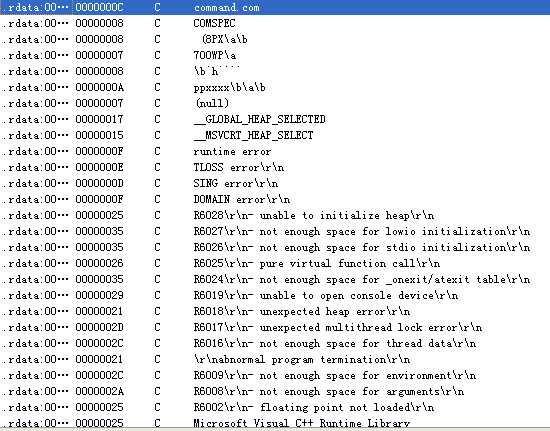 .rdata:00… 0000000C C command.com
.rdata:00… 00000008 C COMSPEC
.rdata:00… 00000008 C (8PX\a\b
.rdata:00… 00000007 C 700WP\a
.rdata:00… 00000008 C \b`h````
.rdata:00… 0000000A C ppxxxx\b\a\b
.rdata:00… 00000007 C (null)
.rdata:00… 00000017 C __GLOBAL_HEAP_SELECTED
.rdata:00… 00000015 C __MSVCRT_HEAP_SELECT
.rdata:00… 0000000F C runtime error
.rdata:00… 0000000E C TLOSS error\r\n
.rdata:00… 0000000D C SING error\r\n
.rdata:00… 0000000F C DOMAIN error\r\n
.rdata:00… 00000025 C R6028\r\n- unable to initialize heap\r\n
.rdata:00… 00000035 C R6027\r\n- not enough space for lowio initialization\r\n
.rdata:00… 00000035 C R6026\r\n- not enough space for stdio initialization\r\n
.rdata:00… 00000026 C R6025\r\n- pure virtual function call\r\n
.rdata:00… 00000035 C R6024\r\n- not enough space for _onexit/atexit table\r\n
.rdata:00… 00000029 C R6019\r\n- unable to open console device\r\n
.rdata:00… 00000021 C R6018\r\n- unexpected heap error\r\n
.rdata:00… 0000002D C R6017\r\n- unexpected multithread lock error\r\n
.rdata:00… 0000002C C R6016\r\n- not enough space for thread data\r\n
.rdata:00… 00000021 C \r\nabnormal program termination\r\n
.rdata:00… 0000002C C R6009\r\n- not enough space for environment\r\n
.rdata:00… 0000002A C R6008\r\n- not enough space for arguments\r\n
.rdata:00… 00000025 C R6002\r\n- floating point not loaded\r\n
.rdata:00… 00000025 C Microsoft Visual C++ Runtime Library